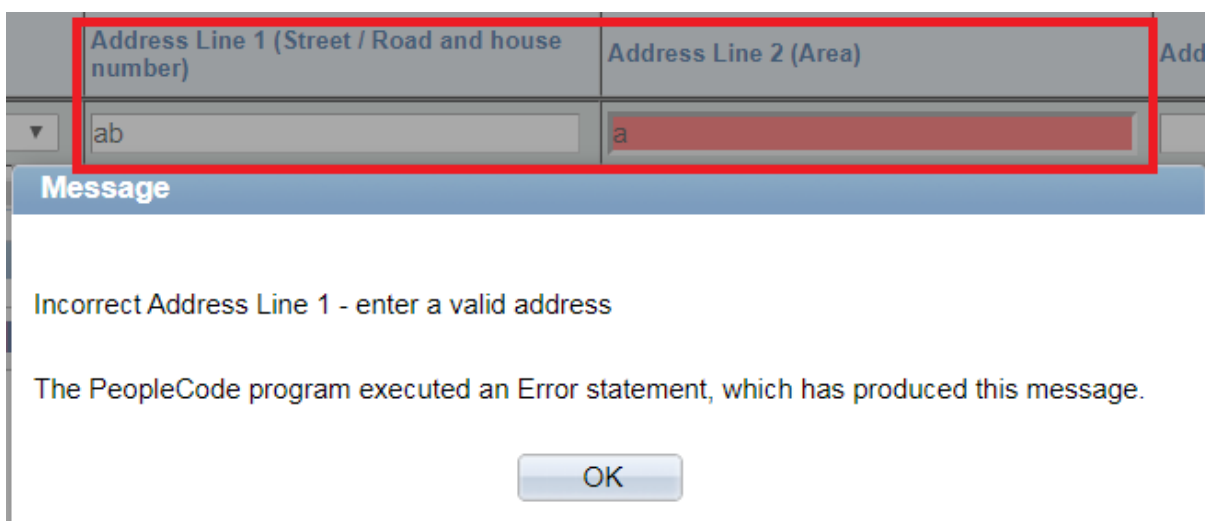 Address Line 1 (Street / Road and house
number)
Address Line 2 (Area)
Add
ab
a
Message
Incorrect Address Line 1 - enter a valid address
The PeopleCode program executed an Error statement, which has produced this message.
OK